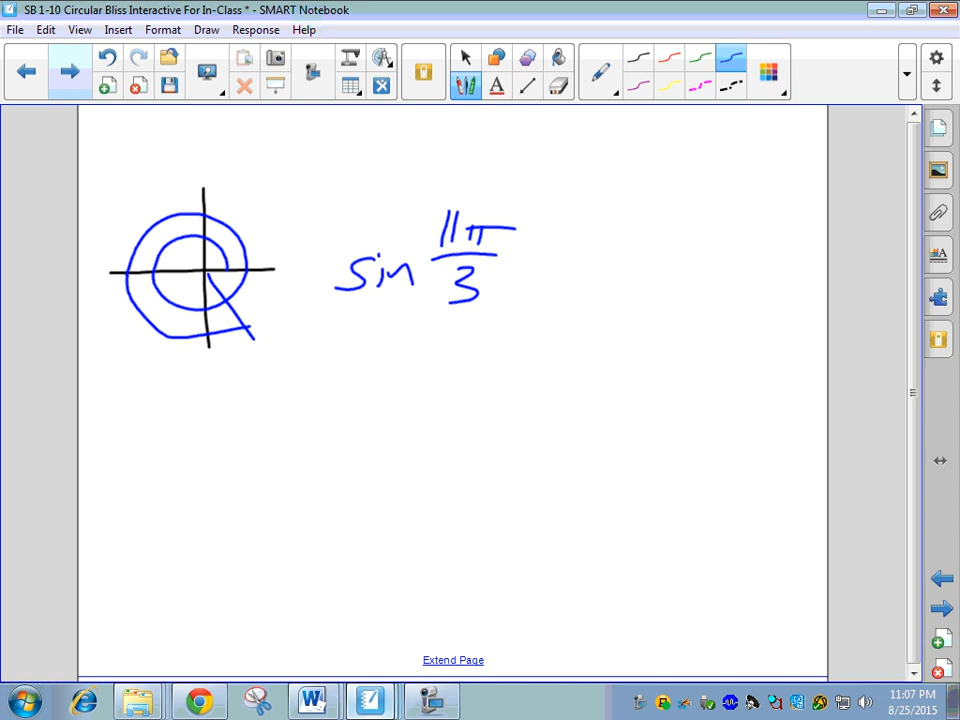 SB 1-10 Circular Bliss Interactive For In-Class * - SMART Notebook
File Edit View Insert Format Draw Response Help
sin 11π/3
Extend Page
11:07 PM
8/25/2015